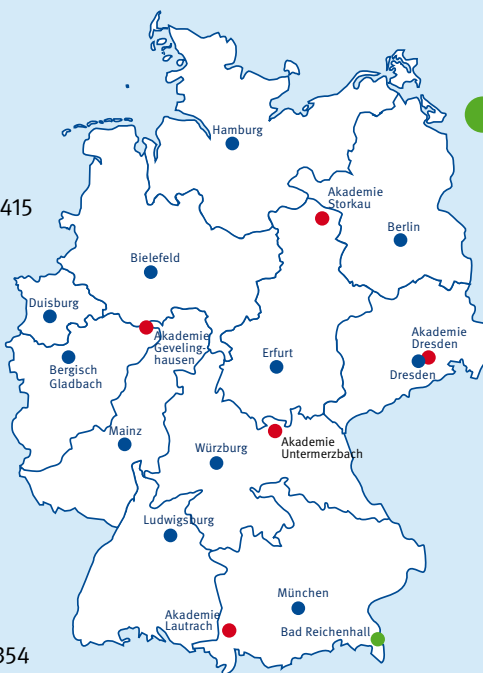 Hamburg
Akademie
Storkau
415
Berlin
Bielefeld
Duisburg
Akademie
Geveling-
hausen
Akademie
Dresden
Erfurt
Bergisch
Gladbach
Dresden
Mainz
Akademie
Untermerzbach
Würzburg
Ludwigsburg
München
Akademie
Lautrach
Bad Reichenhall
354